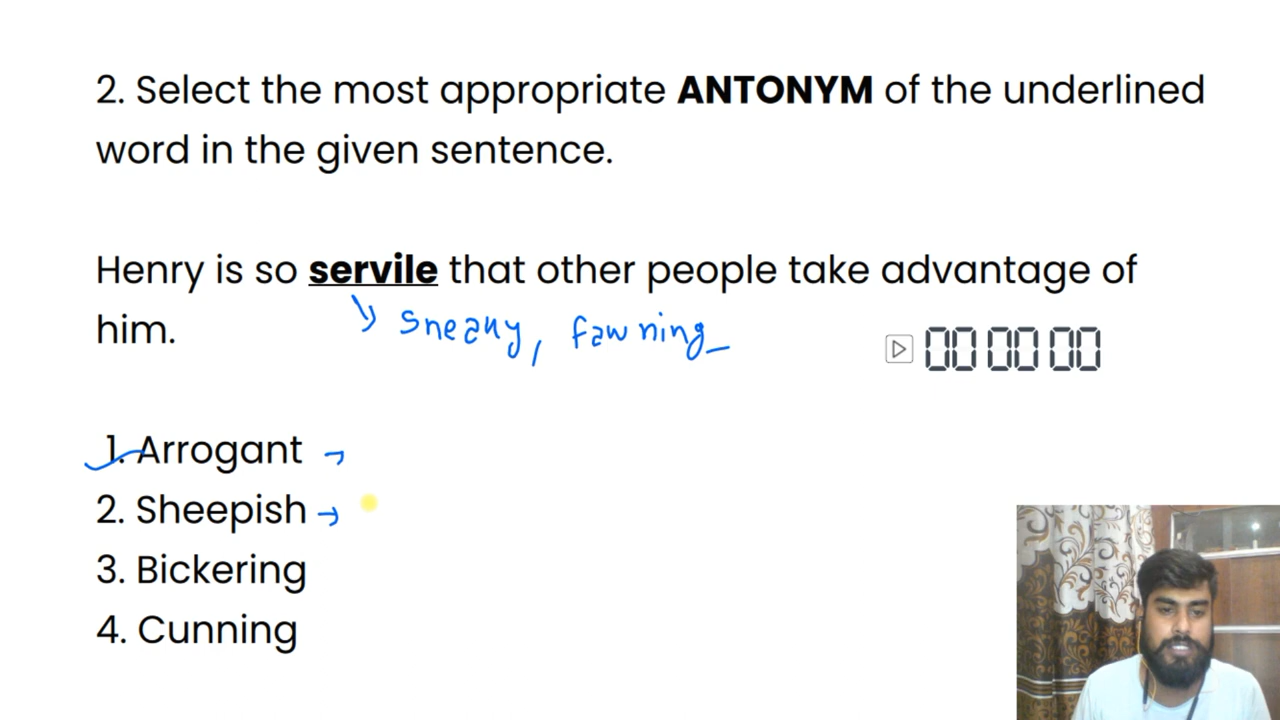 2. Select the most appropriate ANTONYM of the underlined
word in the given sentence.
Henry is so servile that other people take advantage of
him.
sneaky, fawning
00 00 00
1. Arrogant
2. Sheepish
3. Bickering
4. Cunning